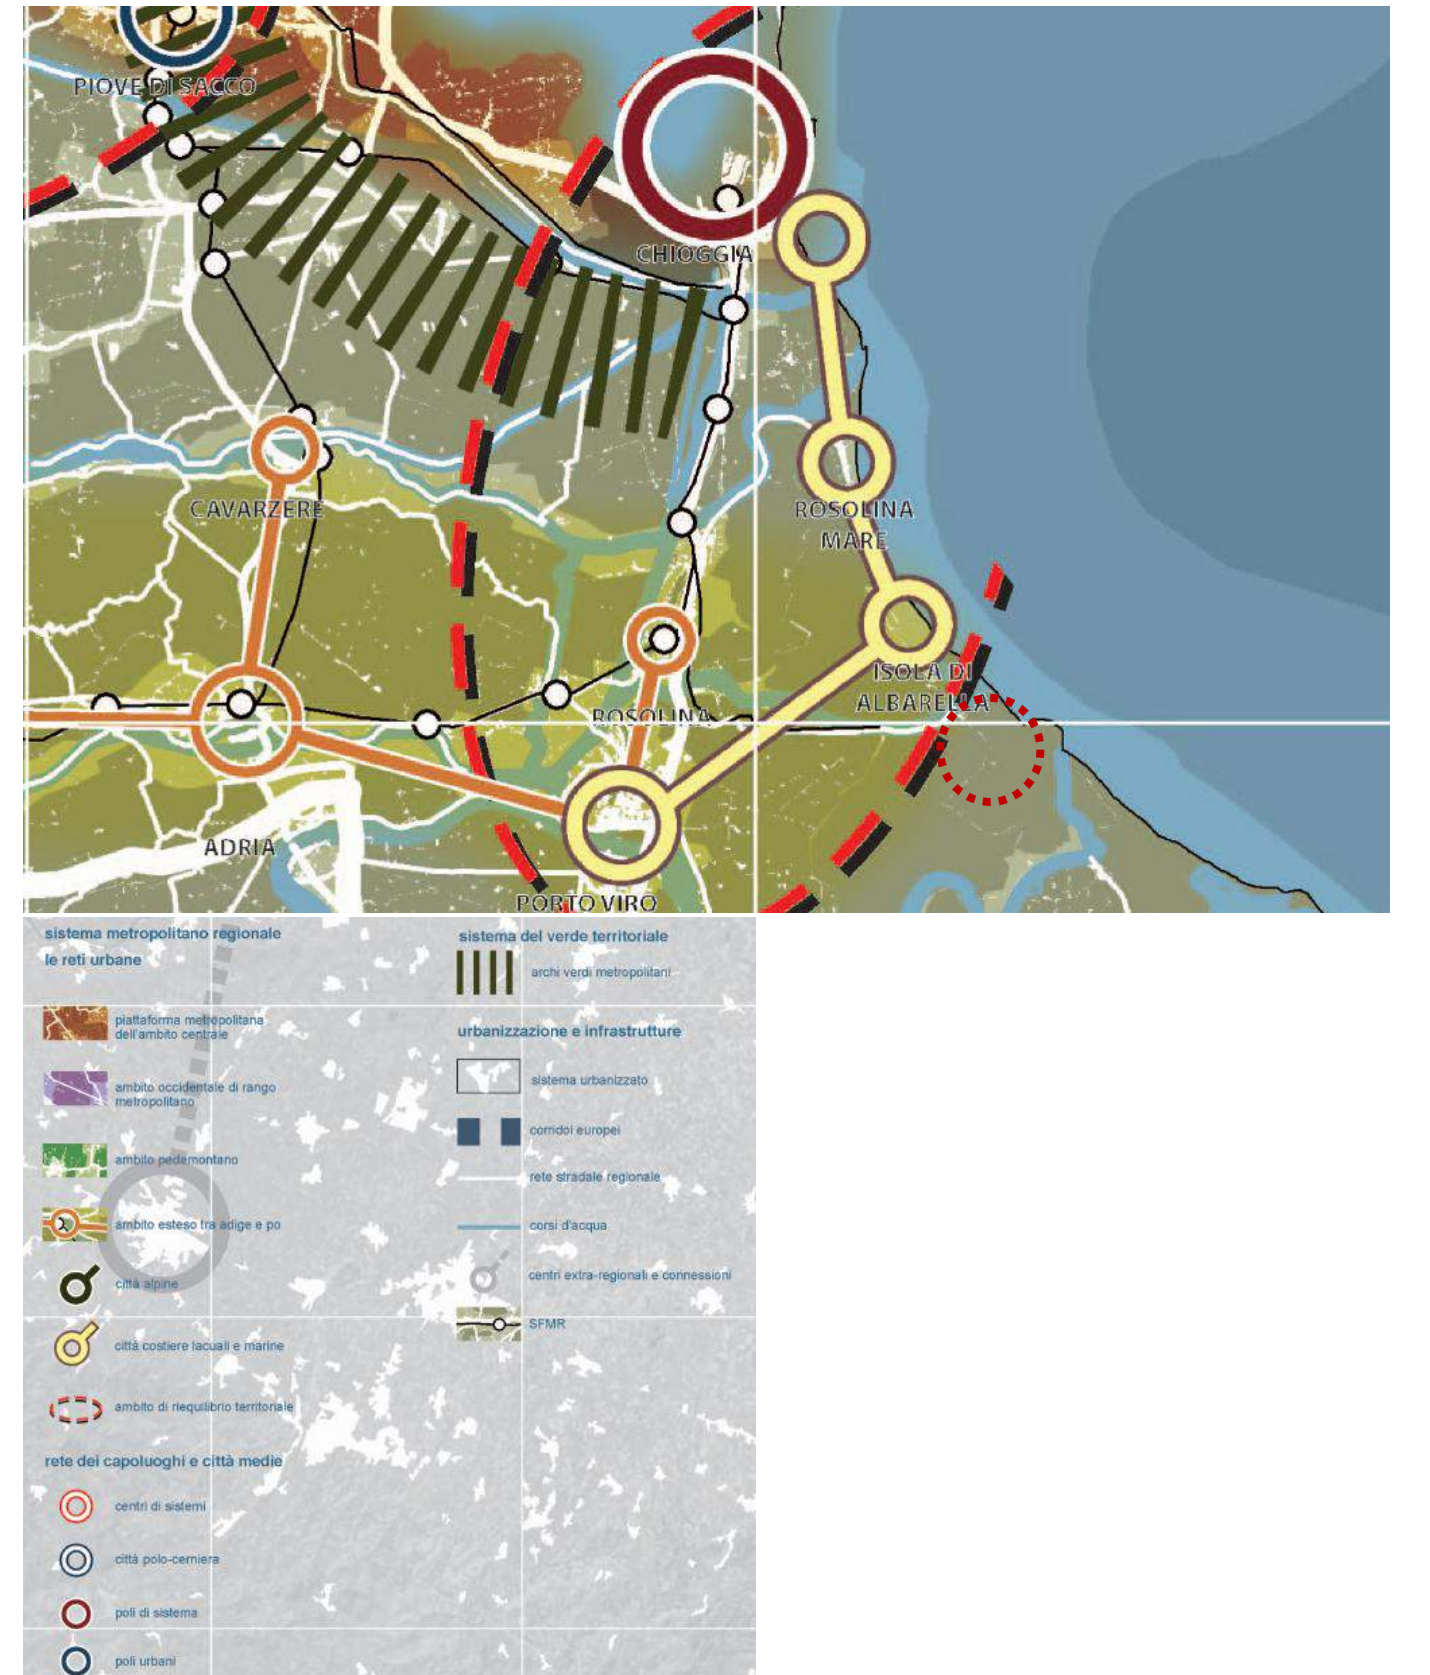 PIOVE DI SACCO
CHIOGGIA
CAVARZERE
ROSOLINA
MARE
ISOLA DI
ALBARELLA
ROSOLINA
ADRIA
PORTO VIRO
sistema metropolitano regionale
le reti urbane
piattaforma metropolitana
dell'ambito centrale
ambito occidentale di rango
metropolitano
ambito pedemontano
ambito esteso tra adige e po
città alpine
città costiere lacuali e marine
ambito di riequilibrio territoriale
rete dei capoluoghi e città medie
centri di sistemi
città polo-cerniera
poli di sistema
poli urbani
sistema del verde territoriale
archi verdi metropolitani
urbanizzazione e infrastrutture
sistema urbanizzato
corridoi europei
rete stradale regionale
corsi d'acqua
centri extra-regionali e connessioni
SFMR